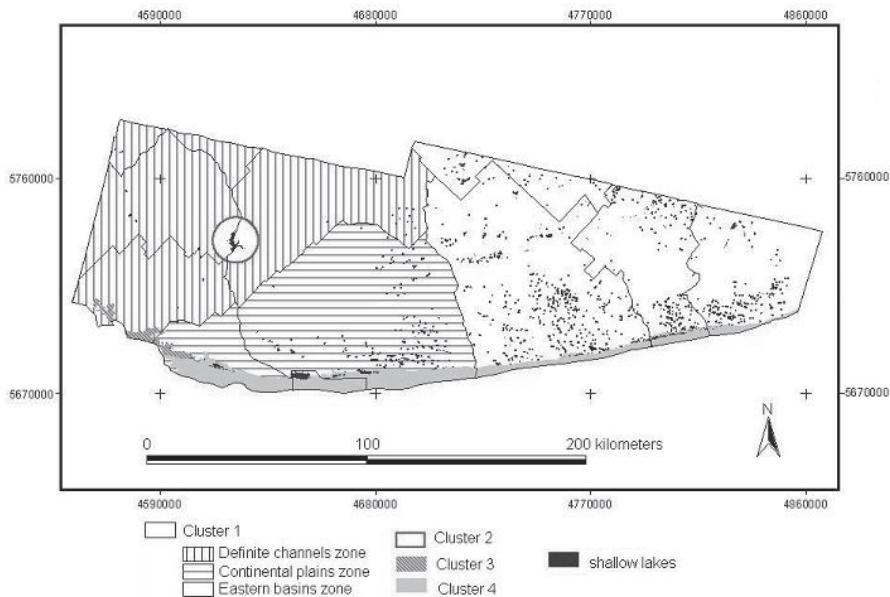 4590000 4680000 4770000 4860000
5760000 5760000
5670000 5670000
N
0 100 200 kilometers
4590000 4680000 4770000 4860000
Cluster 1
Definite channels zone
Continental plains zone
Eastern basins zone
Cluster 2
Cluster 3
Cluster 4
shallow lakes